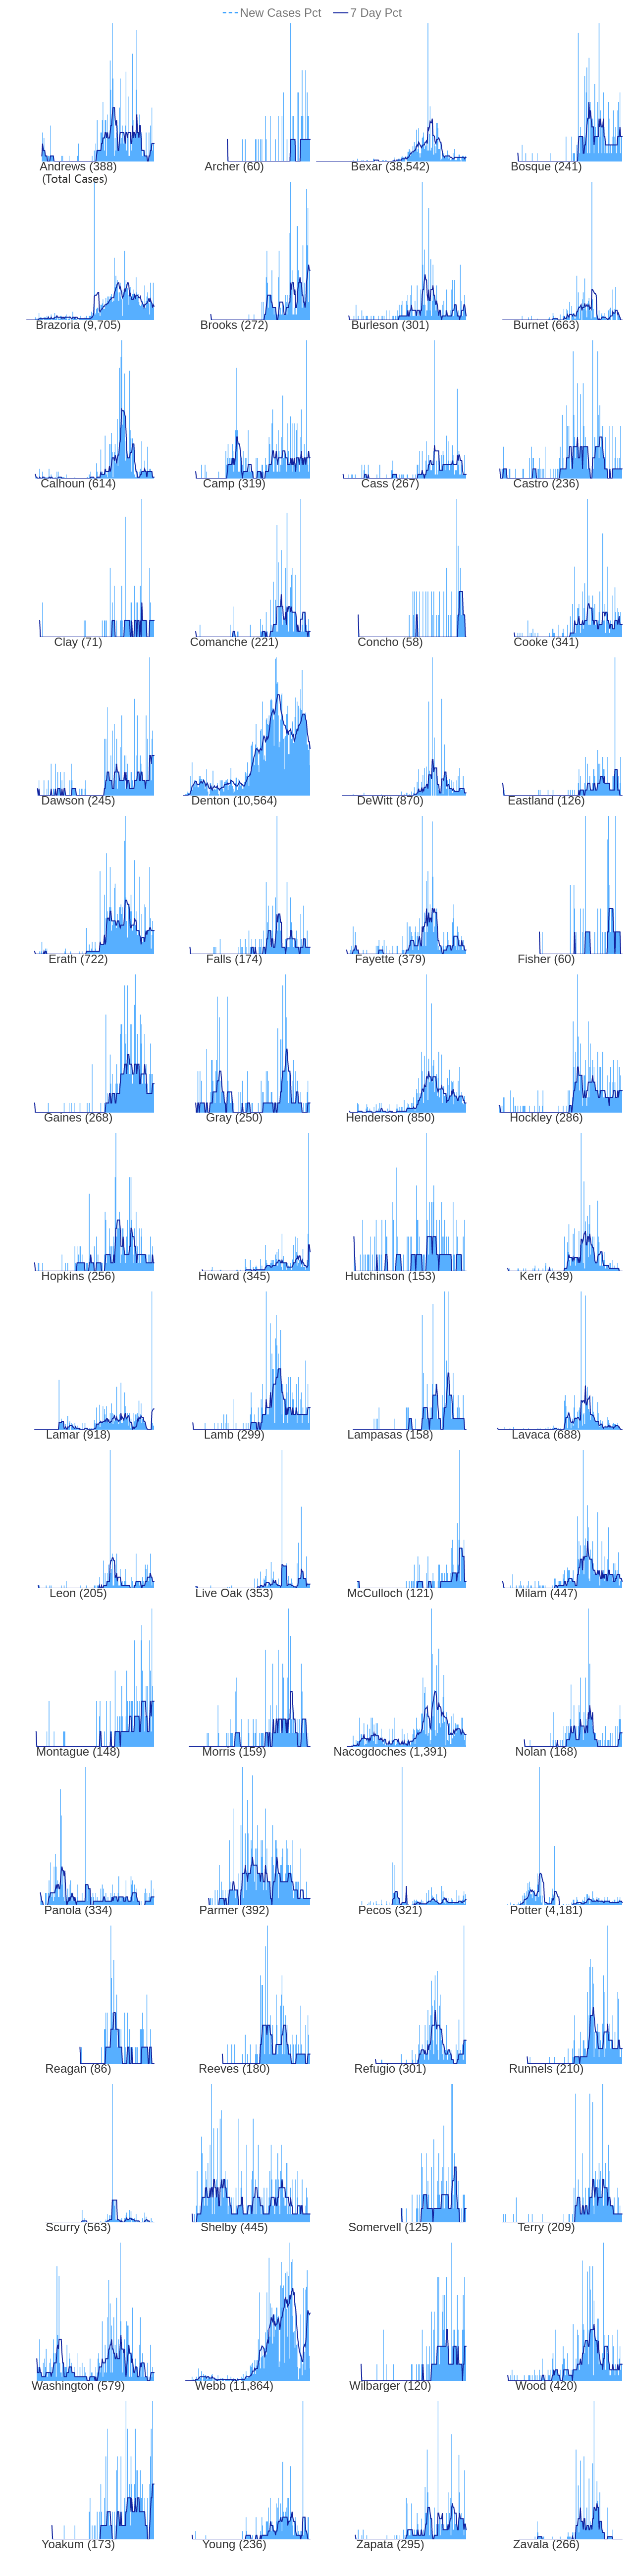 New Cases Pct 7 Day Pct
Andrews (388) Archer (60) Bexar (38,542) Bosque (241)
(Total Cases)
Brazoria (9,705) Brooks (272) Burleson (301) Burnet (663)
Calhoun (614) Camp (319) Cass (267) Castro (236)
Clay (71) Comanche (221) Concho (58) Cooke (341)
Dawson (245) Denton (10,564) DeWitt (870) Eastland (126)
Erath (722) Falls (174) Fayette (379) Fisher (60)
Gaines (268) Gray (250) Henderson (850) Hockley (286)
Hopkins (256) Howard (345) Hutchinson (153) Kerr (439)
Lamar (918) Lamb (299) Lampasas (158) Lavaca (688)
Leon (205) Live Oak (353) McCulloch (121) Milam (447)
Montague (148) Morris (159) Nacogdoches (1,391) Nolan (168)
Panola (334) Parmer (392) Pecos (321) Potter (4,181)
Reagan (86) Reeves (180) Refugio (301) Runnels (210)
Scurry (563) Shelby (445) Somervell (125) Terry (209)
Washington (579) Webb (11,864) Wilbarger (120) Wood (420)
Yoakum (173) Young (236) Zapata (295) Zavala (266)